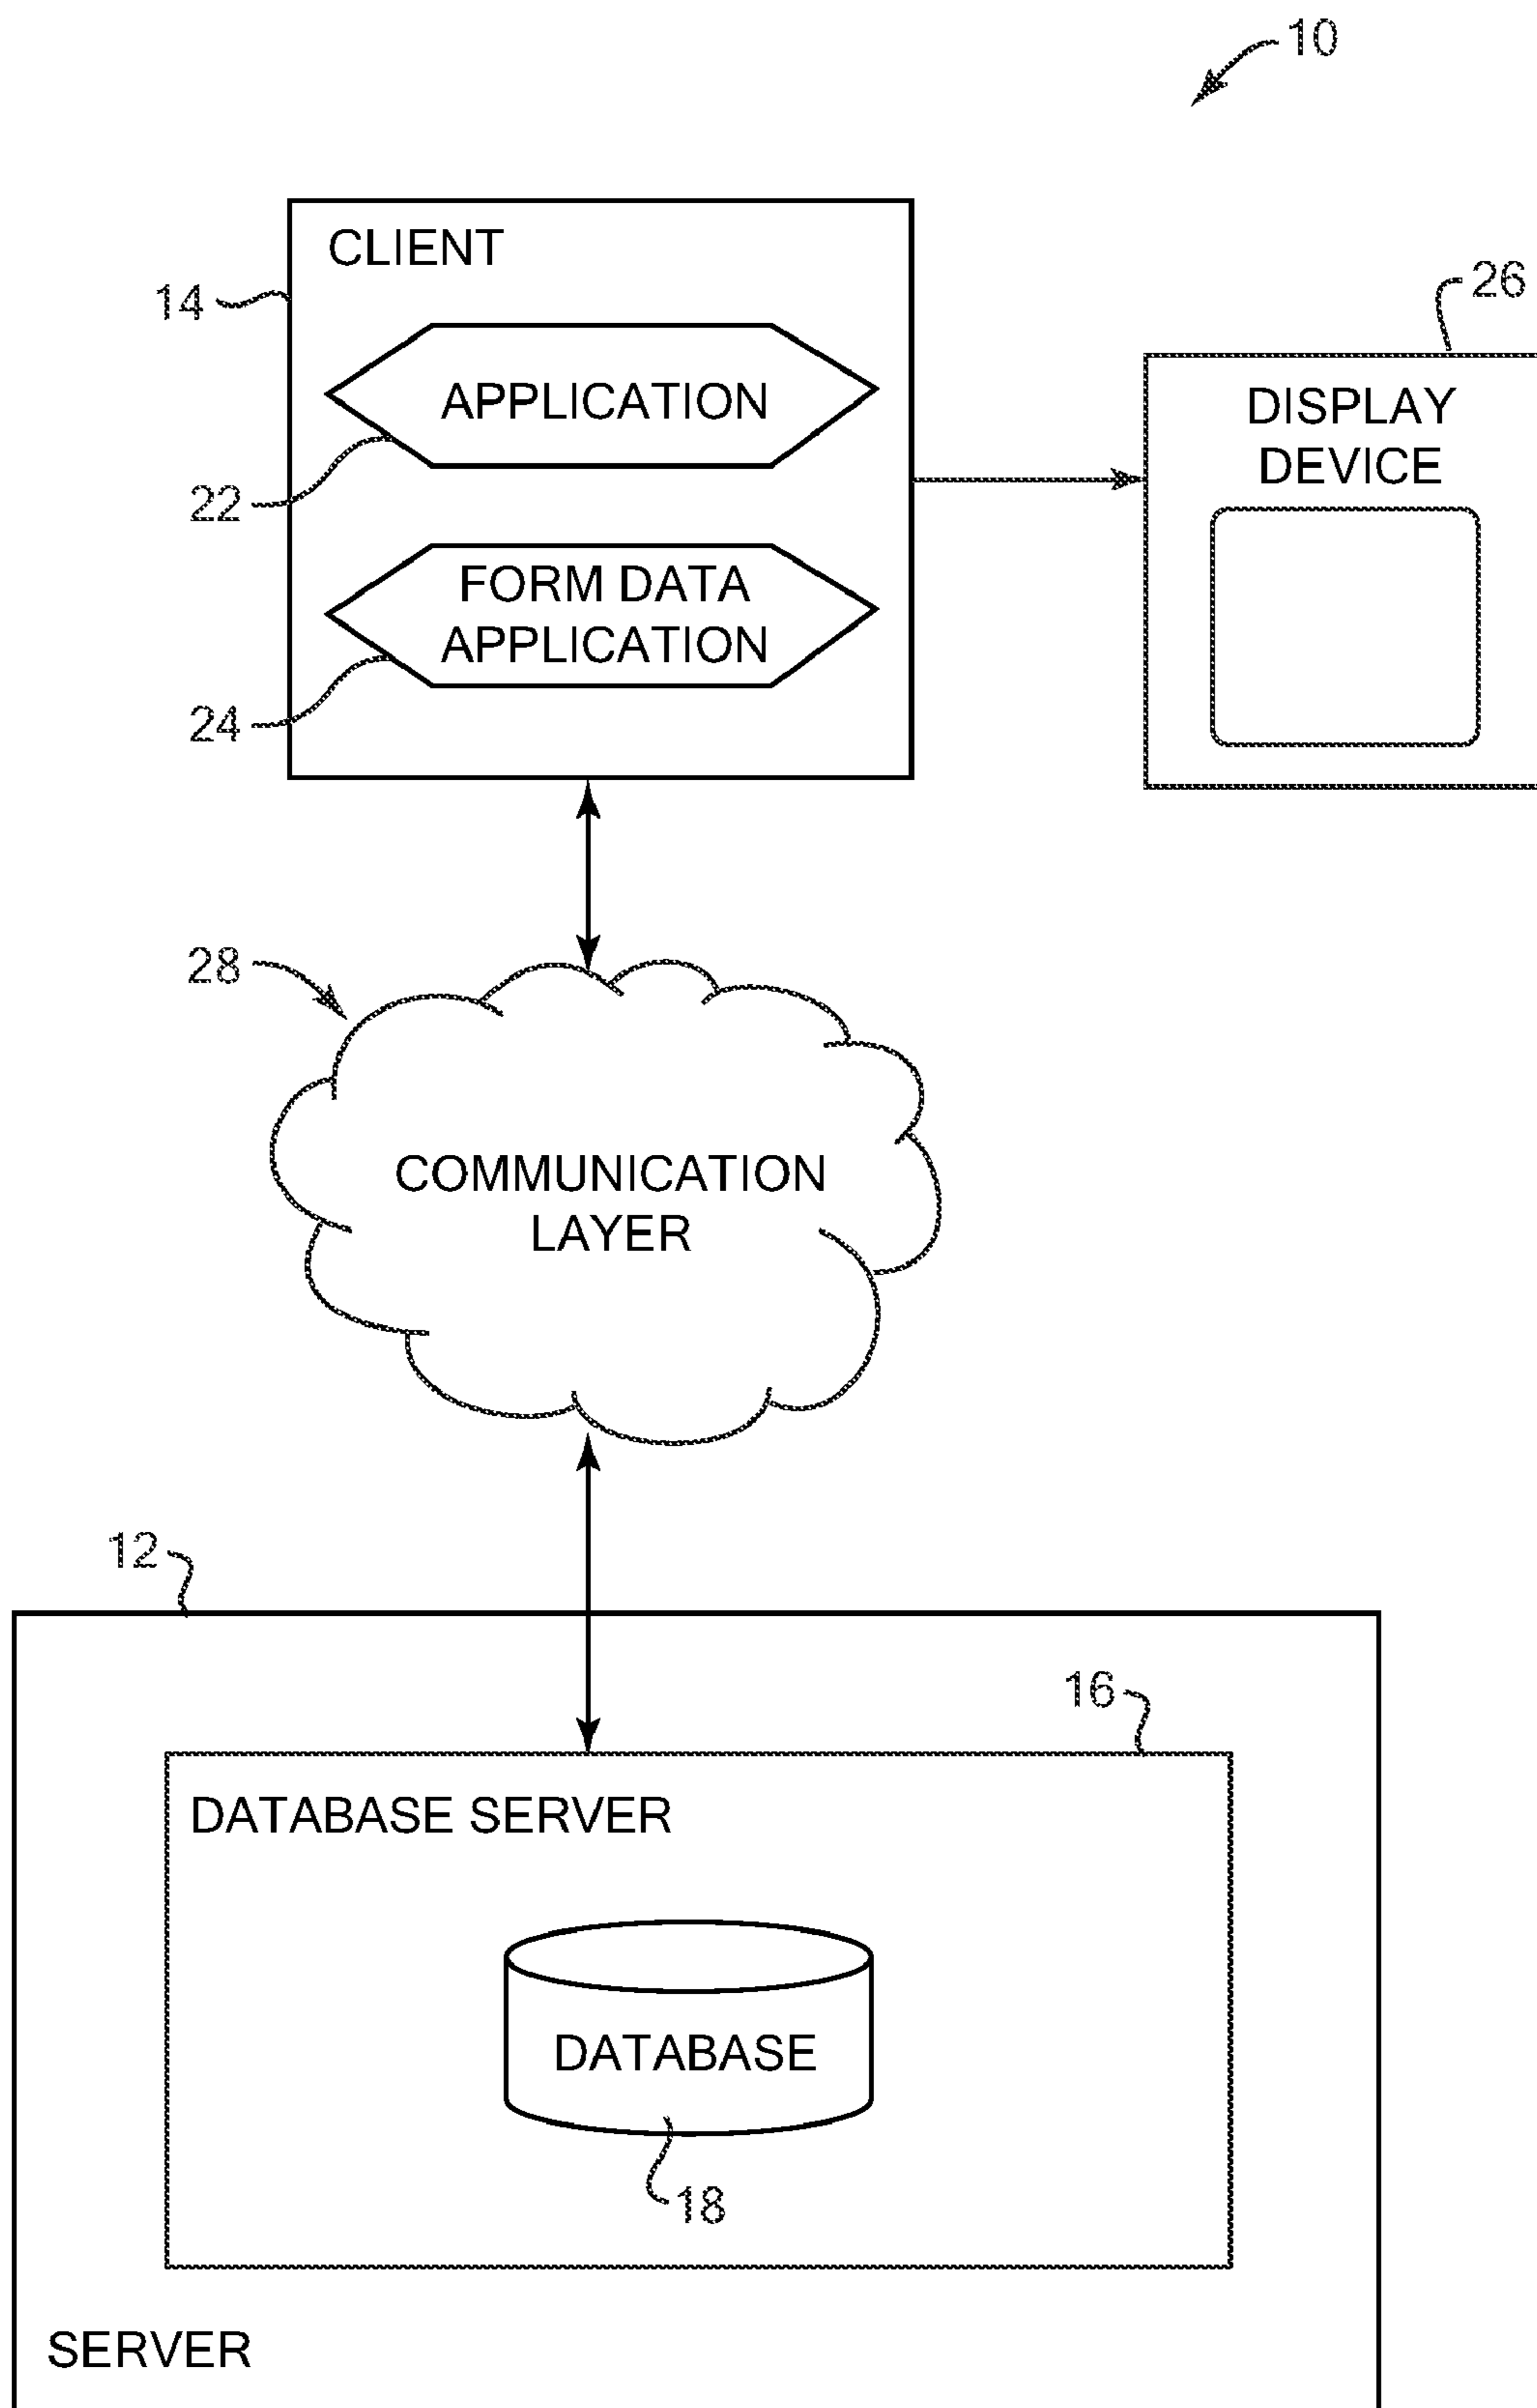 10
CLIENT
14
26
APPLICATION
DISPLAY
DEVICE
22
FORM DATA
APPLICATION
24
28
COMMUNICATION
LAYER
12
16
DATABASE SERVER
DATABASE
18
SERVER